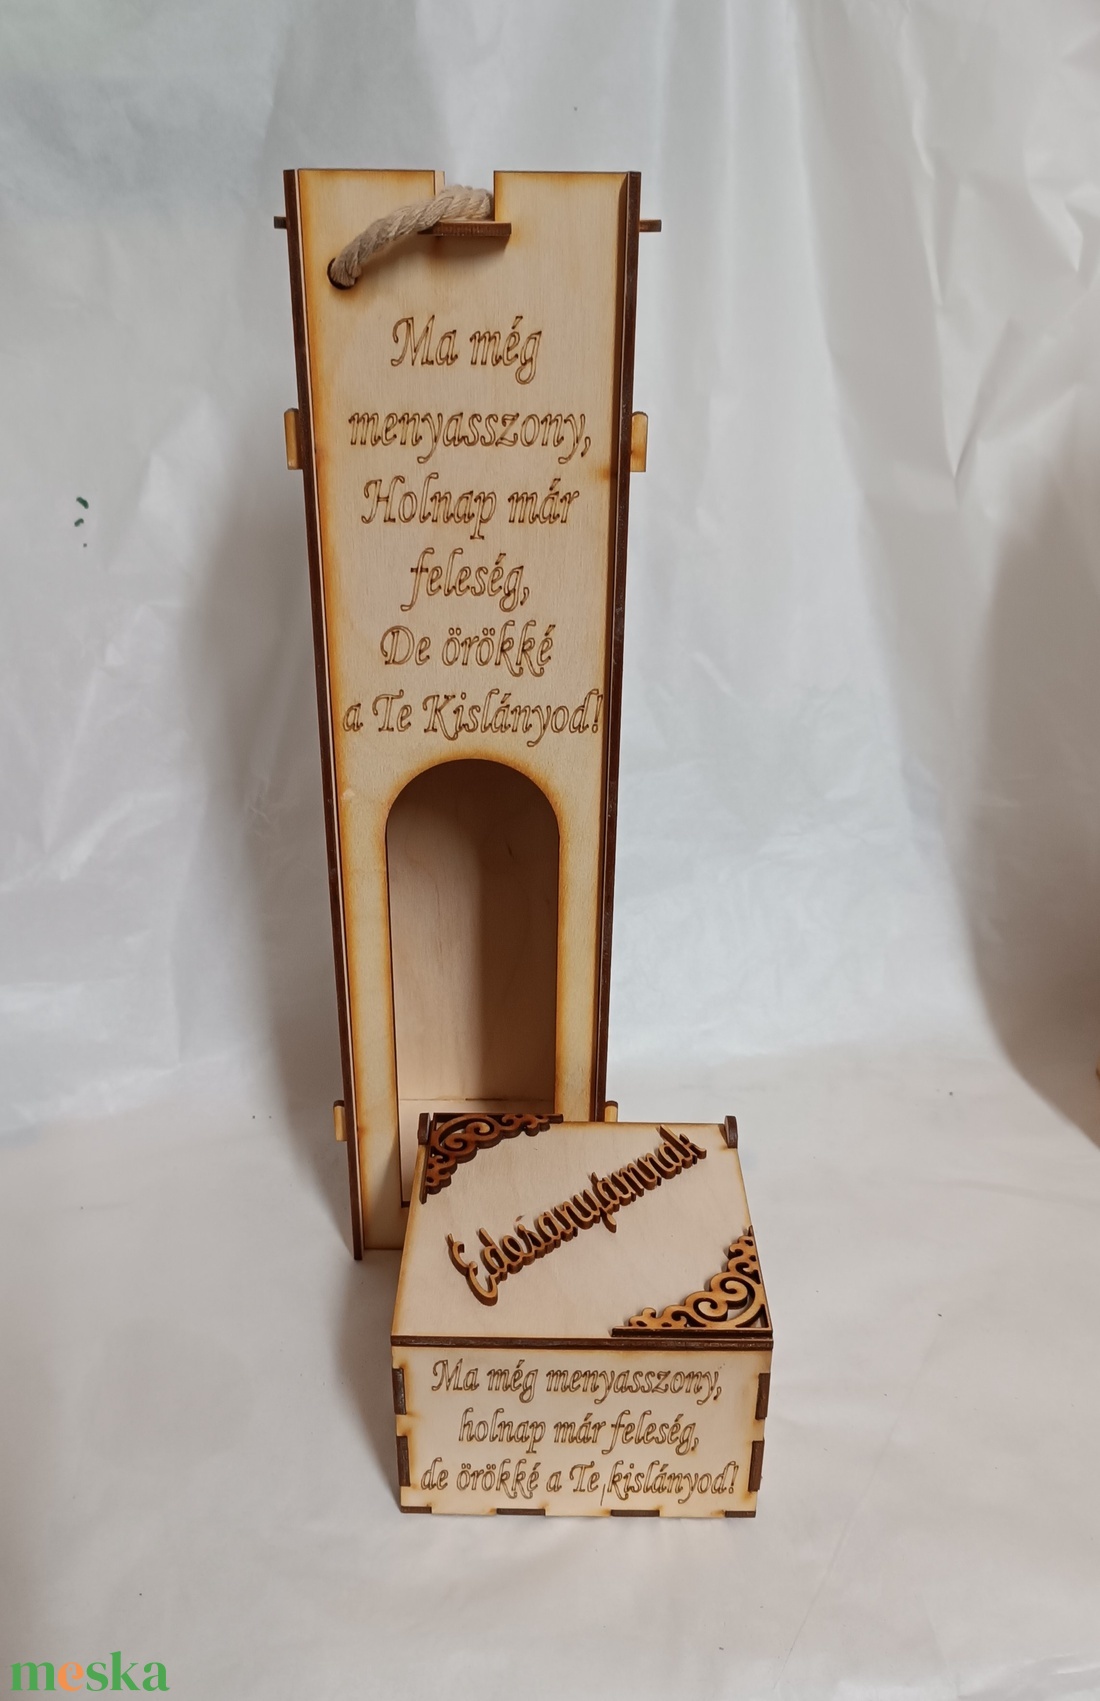 Ma még
menyasszony,
Holnap már
feleség,
De örökké
a Te Kislányod!
Édesanyámnak
Ma még menyasszony,
holnap már feleség,
de örökké a Te kislányod!
meska